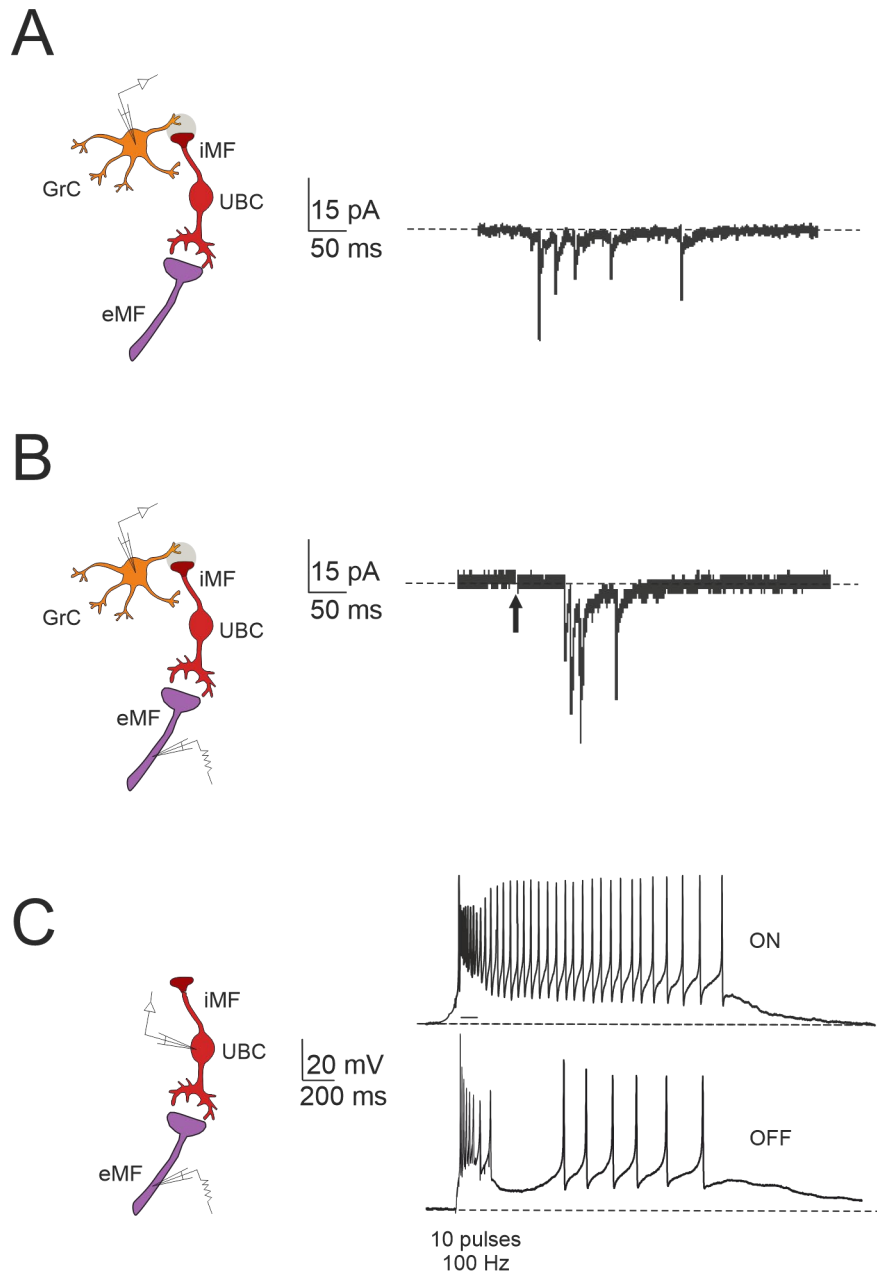 A
iMF
GrC
UBC
eMF
15 pA
50 ms
B
iMF
GrC
UBC
eMF
15 pA
50 ms
C
iMF
UBC
eMF
20 mV
200 ms
ON
OFF
10 pulses
100 Hz